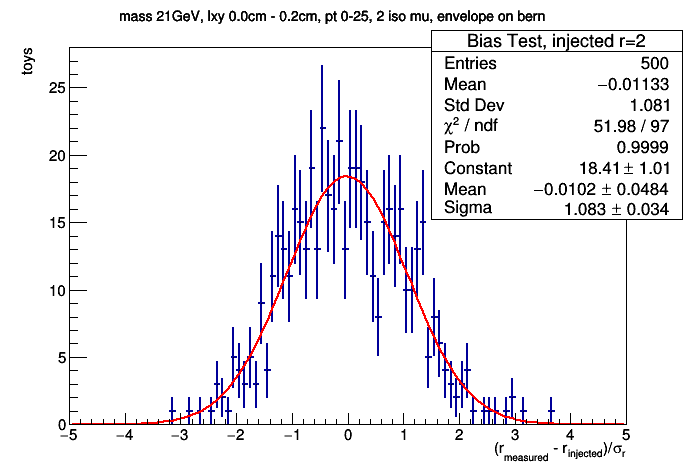 mass 21GeV, lxy 0.0cm - 0.2cm, pt 0-25, 2 iso mu, envelope on bern
Bias Test, injected r=2
Entries 500
Mean −0.01133
Std Dev 1.081
χ² / ndf 51.98 / 97
Prob 0.9999
Constant 18.41 ± 1.01
Mean −0.0102 ± 0.0484
Sigma 1.083 ± 0.034
toys
25
20
15
10
5
0
−5 −4 −3 −2 −1 0 1 2 3 4 5
(r_measured - r_injected)/σ_r